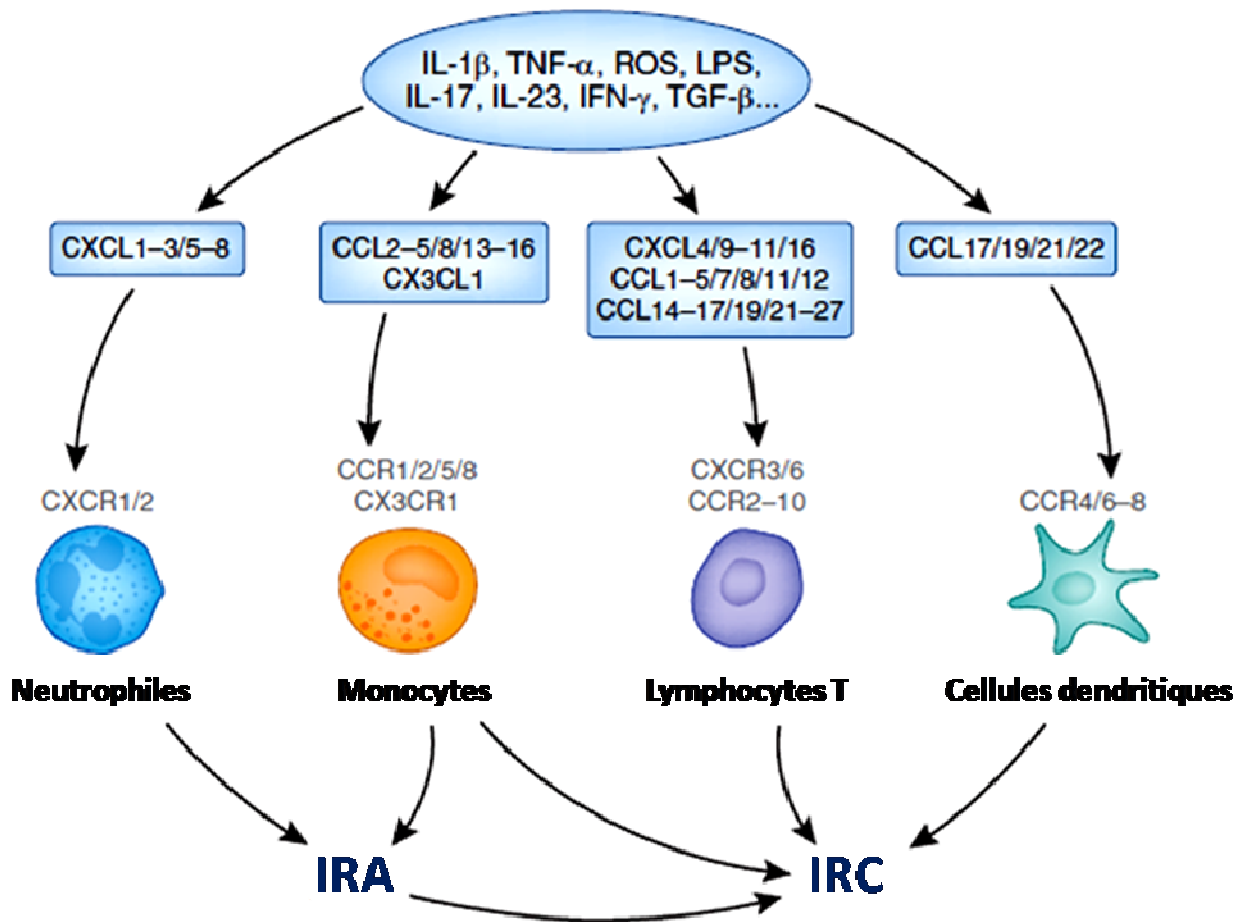 IL-1β, TNF-α, ROS, LPS,
IL-17, IL-23, IFN-γ, TGF-β...
CXCL1–3/5–8
CCL2–5/8/13–16
CX3CL1
CXCL4/9–11/16
CCL1–5/7/8/11/12
CCL14–17/19/21–27
CCL17/19/21/22
CXCR1/2
CCR1/2/5/8
CX3CR1
CXCR3/6
CCR2–10
CCR4/6–8
Neutrophiles
Monocytes
Lymphocytes T
Cellules dendritiques
IRA
IRC